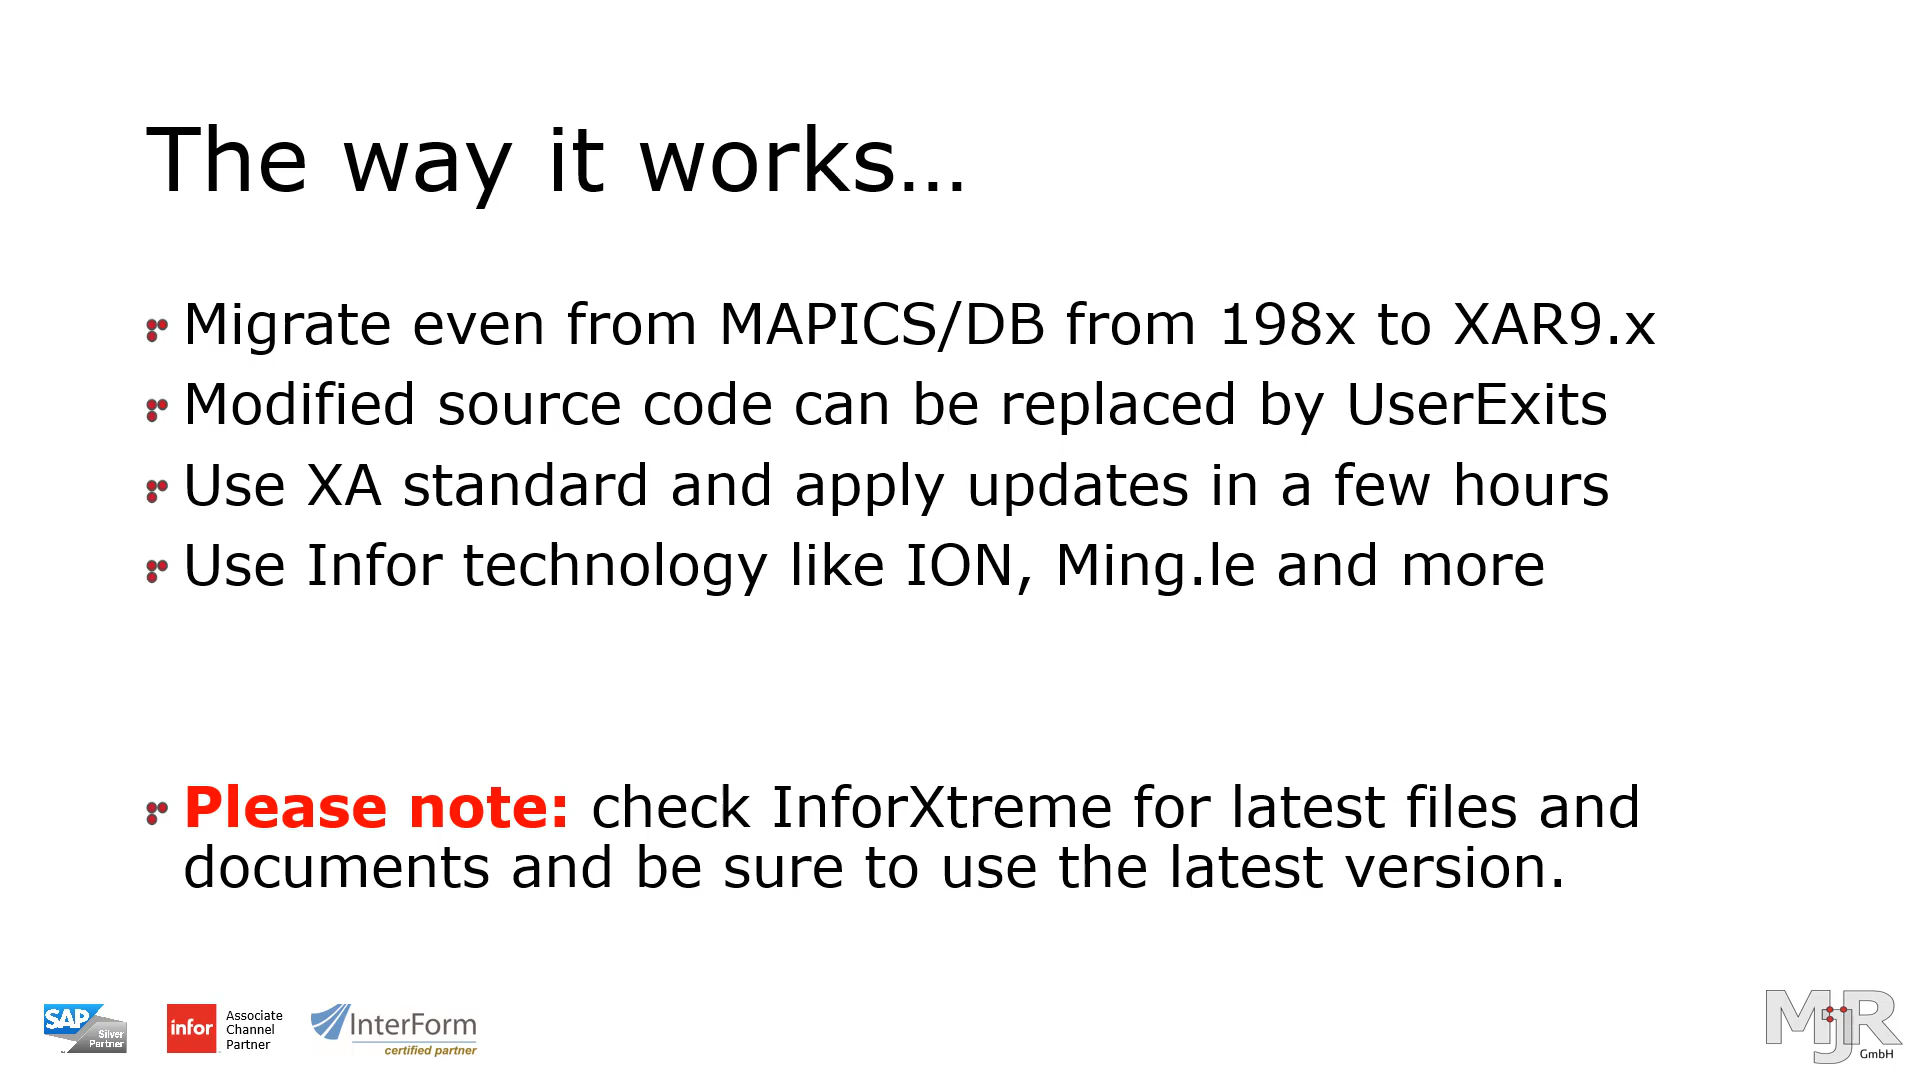 The way it works…
Migrate even from MAPICS/DB from 198x to XAR9.x
Modified source code can be replaced by UserExits
Use XA standard and apply updates in a few hours
Use Infor technology like ION, Ming.le and more
Please note: check InforXtreme for latest files and
documents and be sure to use the latest version.
SAP
Silver
Partner
infor
Associate
Channel
Partner
InterForm
certified partner
MJR
GmbH